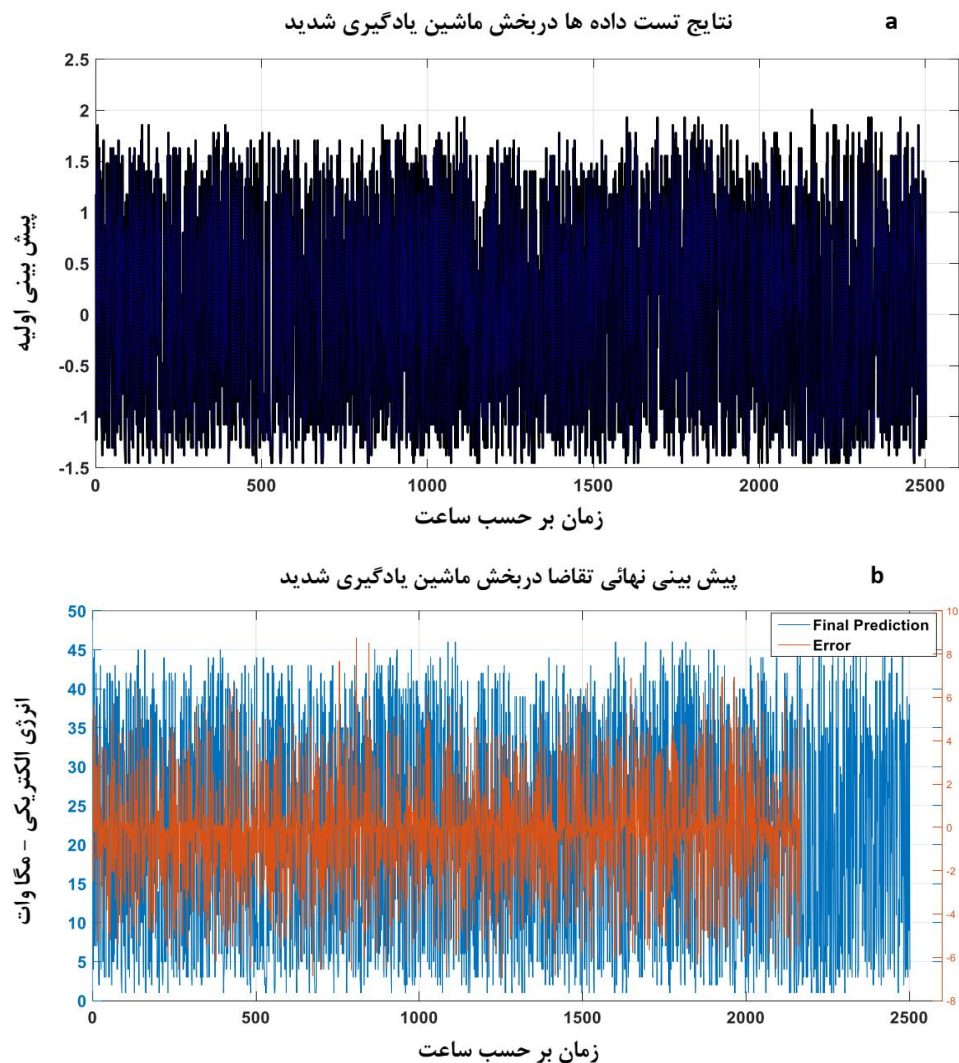 نتایج تست داده ها دربخش ماشین یادگیری شدید
a
2.5
2
1.5
1
0.5
0
-0.5
-1
-1.5
پیش بینی اولیه
0 500 1000 1500 2000 2500
زمان بر حسب ساعت
پیش بینی نهائی تقاضا دربخش ماشین یادگیری شدید
b
50
45
40
35
30
25
20
15
10
5
0
انرژی الکتریکی - مگا وات
Final Prediction
Error
10
8
6
4
2
0
-2
-4
-6
-8
0 500 1000 1500 2000 2500
زمان بر حسب ساعت